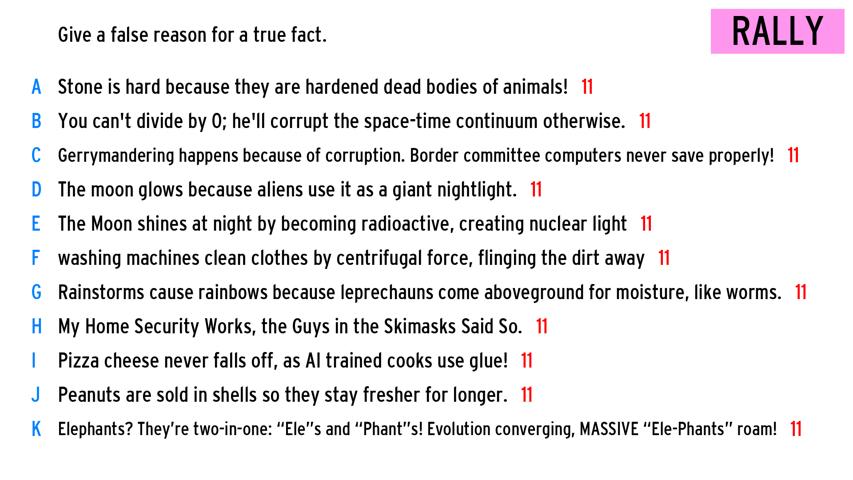 Give a false reason for a true fact.
RALLY
A Stone is hard because they are hardened dead bodies of animals! 11
B You can't divide by 0; he'll corrupt the space-time continuum otherwise. 11
C Gerrymandering happens because of corruption. Border committee computers never save properly! 11
D The moon glows because aliens use it as a giant nightlight. 11
E The Moon shines at night by becoming radioactive, creating nuclear light 11
F washing machines clean clothes by centrifugal force, flinging the dirt away 11
G Rainstorms cause rainbows because leprechauns come aboveground for moisture, like worms. 11
H My Home Security Works, the Guys in the Skimasks Said So. 11
I Pizza cheese never falls off, as AI trained cooks use glue! 11
J Peanuts are sold in shells so they stay fresher for longer. 11
K Elephants? They’re two-in-one: “Ele”s and “Phant”s! Evolution converging, MASSIVE “Ele-Phants” roam! 11